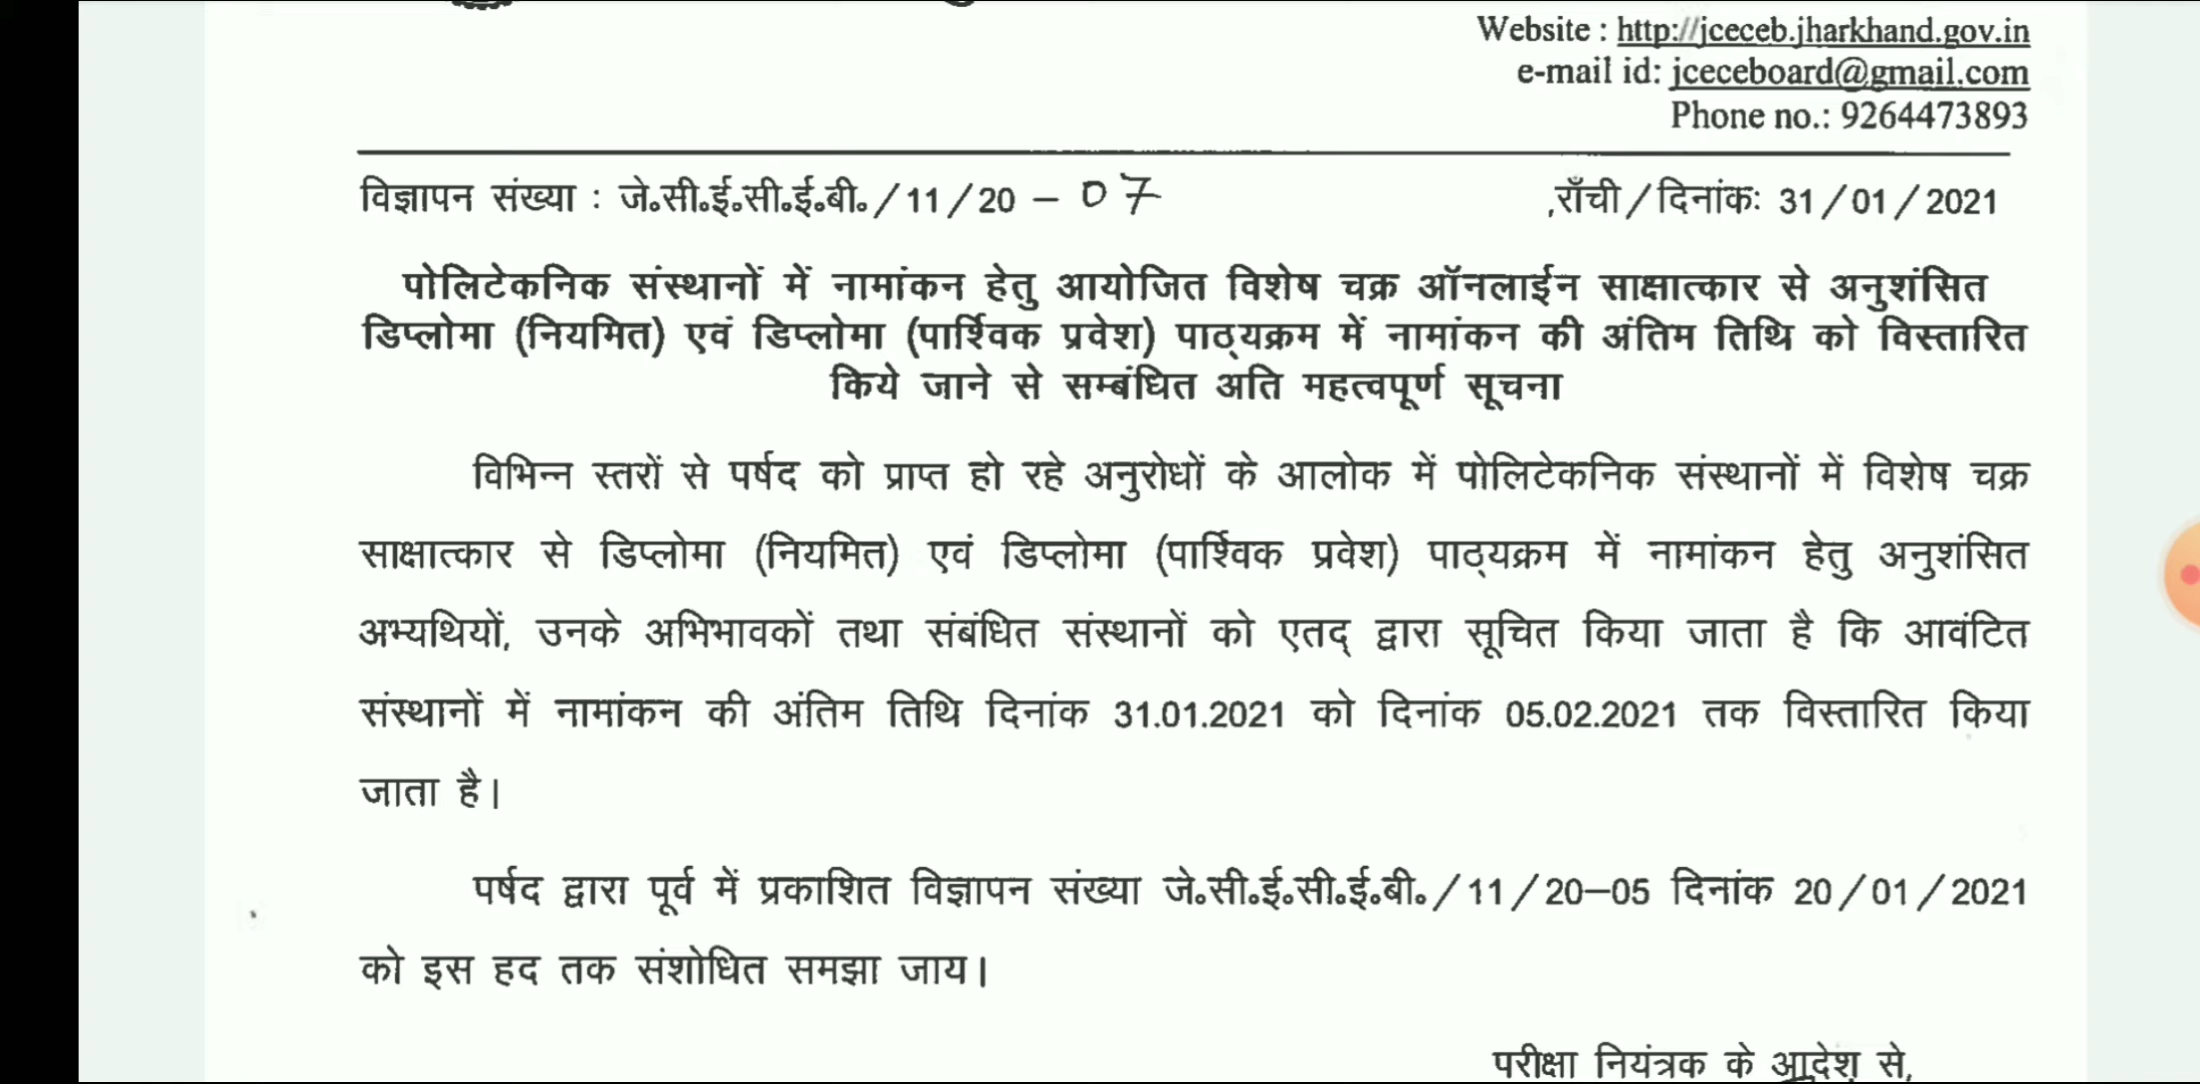 Website : http://jceceb.jharkhand.gov.in
e-mail id: jceceboard@gmail.com
Phone no.: 9264473893
विज्ञापन संख्या : जे.सी.ई.सी.ई.बी./11/20 – 07 ,राँची/दिनांकः 31/01/2021
पोलिटेकनिक संस्थानों में नामांकन हेतु आयोजित विशेष चक्र ऑनलाईन साक्षात्कार से अनुशंसित
डिप्लोमा (नियमित) एवं डिप्लोमा (पार्श्विक प्रवेश) पाठ्यक्रम में नामांकन की अंतिम तिथि को विस्तारित
किये जाने से सम्बंधित अति महत्वपूर्ण सूचना
विभिन्न स्तरों से पर्षद को प्राप्त हो रहे अनुरोधों के आलोक में पोलिटेकनिक संस्थानों में विशेष चक्र
साक्षात्कार से डिप्लोमा (नियमित) एवं डिप्लोमा (पार्श्विक प्रवेश) पाठ्यक्रम में नामांकन हेतु अनुशंसित
अभ्यथियों, उनके अभिभावकों तथा संबंधित संस्थानों को एतद् द्वारा सूचित किया जाता है कि आवंटित
संस्थानों में नामांकन की अंतिम तिथि दिनांक 31.01.2021 को दिनांक 05.02.2021 तक विस्तारित किया
जाता है।
पर्षद द्वारा पूर्व में प्रकाशित विज्ञापन संख्या जे.सी.ई.सी.ई.बी./11/20–05 दिनांक 20/01/2021
को इस हद तक संशोधित समझा जाय।
परीक्षा नियंत्रक के आदेश से,